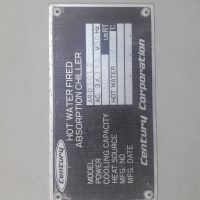 Century
HOT WATER FIRED
ABSORPTION CHILLER
MODEL
POWER
COOLING CAPACITY
HEAT SOURCE HOT WATER
MFG. NO.
MFG. DATE
Century Corporation